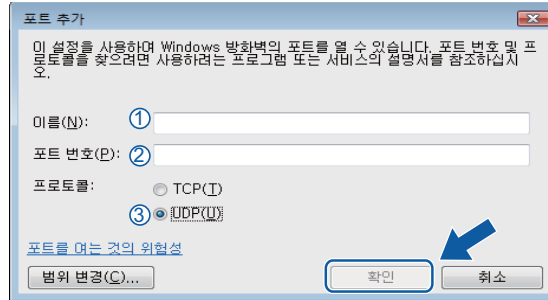 포트 추가
이 설정을 사용하여 Windows 방화벽의 포트를 열 수 있습니다. 포트 번호 및 프
로토콜을 찾으려면 사용하려는 프로그램 또는 서비스의 설명서를 참조하십시
오.
이름(N): ①
포트 번호(P): ②
프로토콜: TCP(T)
③ UDP(U)
포트를 여는 것의 위험성
범위 변경(C)... 확인 취소